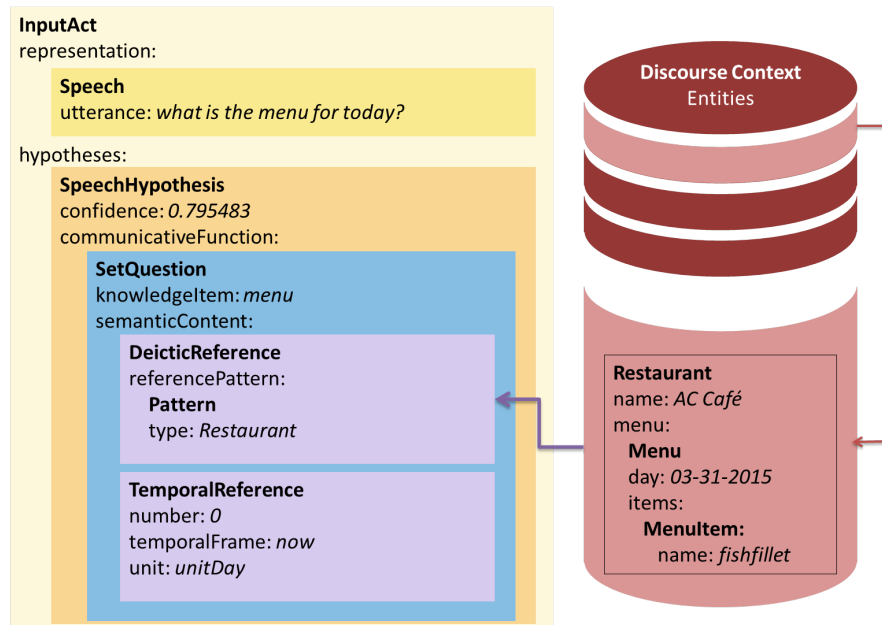 InputAct
representation:
Speech
utterance: what is the menu for today?
hypotheses:
SpeechHypothesis
confidence: 0.795483
communicativeFunction:
SetQuestion
knowledgeItem: menu
semanticContent:
DeicticReference
referencePattern:
Pattern
type: Restaurant
TemporalReference
number: 0
temporalFrame: now
unit: unitDay
Discourse Context
Entities
Restaurant
name: AC Café
menu:
Menu
day: 03-31-2015
items:
MenuItem:
name: fishfillet